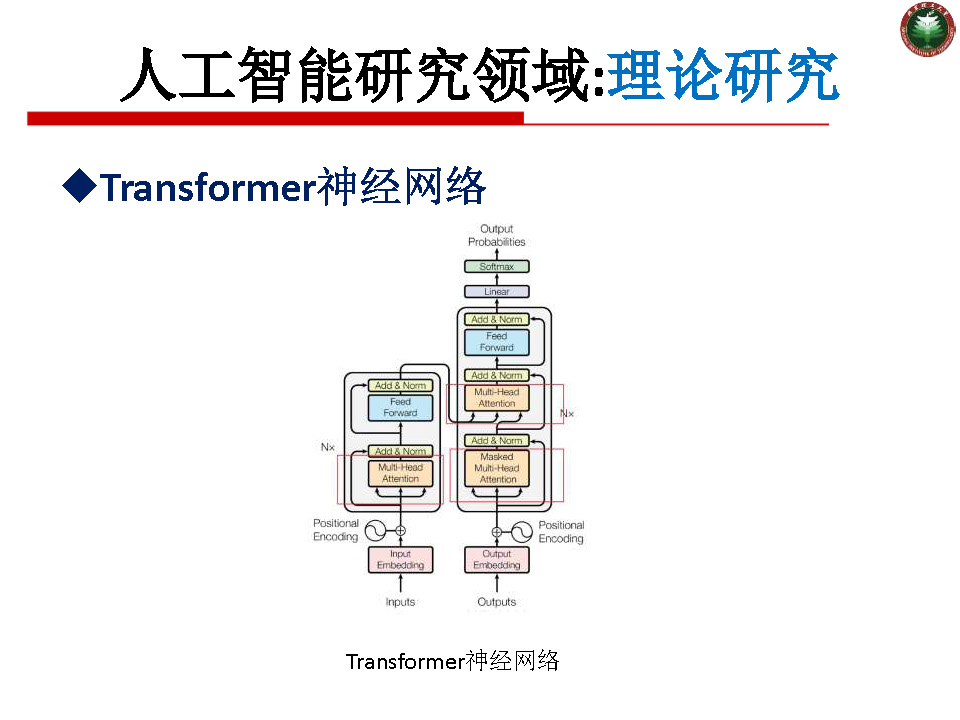 人工智能研究领域:理论研究
◆Transformer神经网络
Output
Probabilities
Softmax
Linear
Add & Norm
Feed
Forward
Add & Norm
Multi-Head
Attention
N×
Add & Norm
Masked
Multi-Head
Attention
Add & Norm
Feed
Forward
N×
Add & Norm
Multi-Head
Attention
Positional
Encoding
Positional
Encoding
Input
Embedding
Output
Embedding
Inputs
Outputs
Transformer神经网络